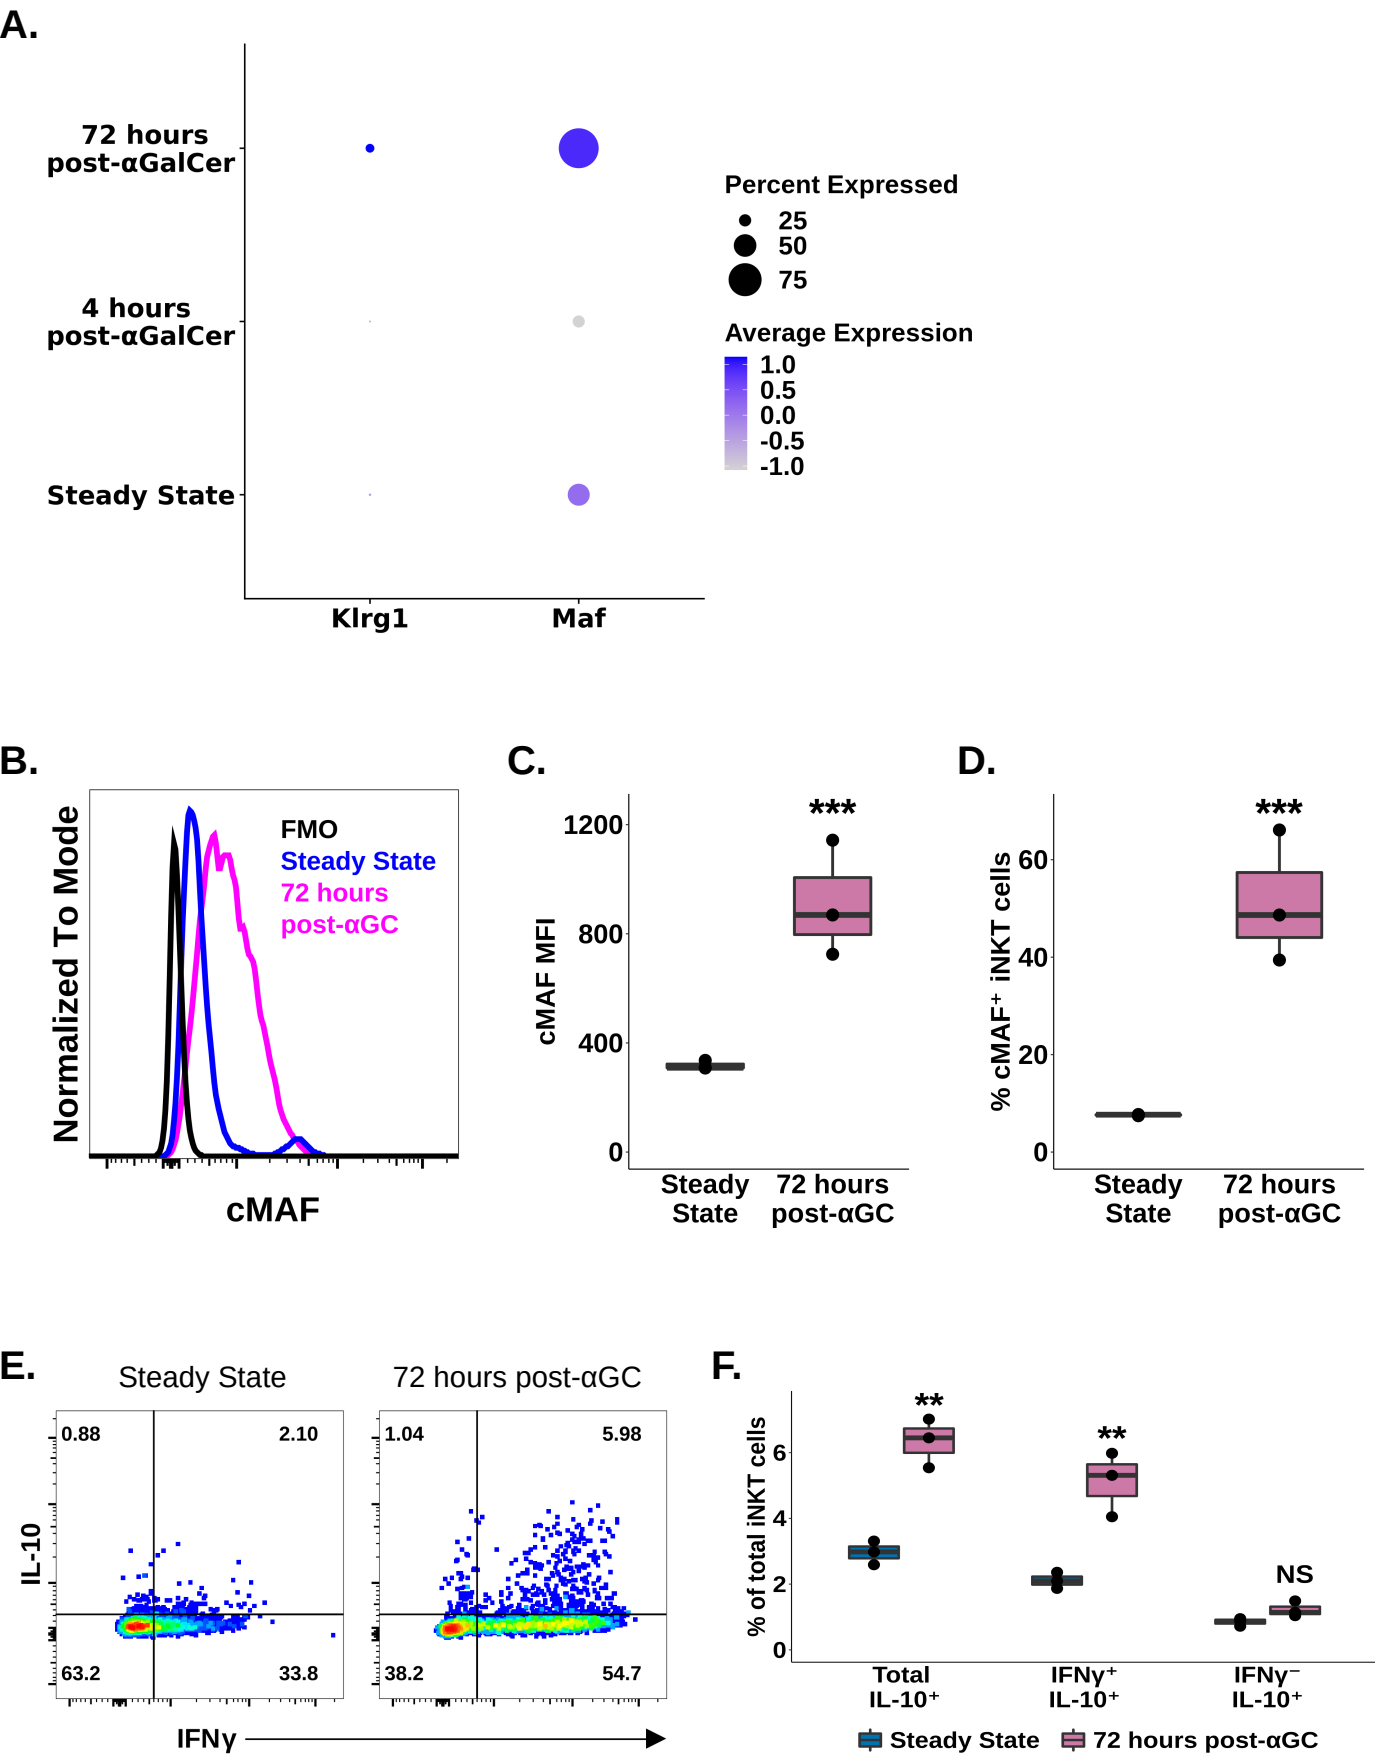 A.
72 hours
post-αGalCer
4 hours
post-αGalCer
Steady State
Klrg1
Maf
Percent Expressed
25
50
75
Average Expression
1.0
0.5
0.0
-0.5
-1.0
B.
Normalized To Mode
FMO
Steady State
72 hours
post-αGC
cMAF
C.
cMAF MFI
***
1200
800
400
0
Steady
State
72 hours
post-αGC
D.
% cMAF⁺ iNKT cells
***
60
40
20
0
Steady
State
72 hours
post-αGC
E.
Steady State
72 hours post-αGC
IL-10
0.88
2.10
63.2
33.8
1.04
5.98
38.2
54.7
IFNγ
F.
% of total iNKT cells
6
4
2
0
**
**
NS
Total
IL-10⁺
IFNγ⁺
IL-10⁺
IFNγ⁻
IL-10⁺
Steady State
72 hours post-αGC